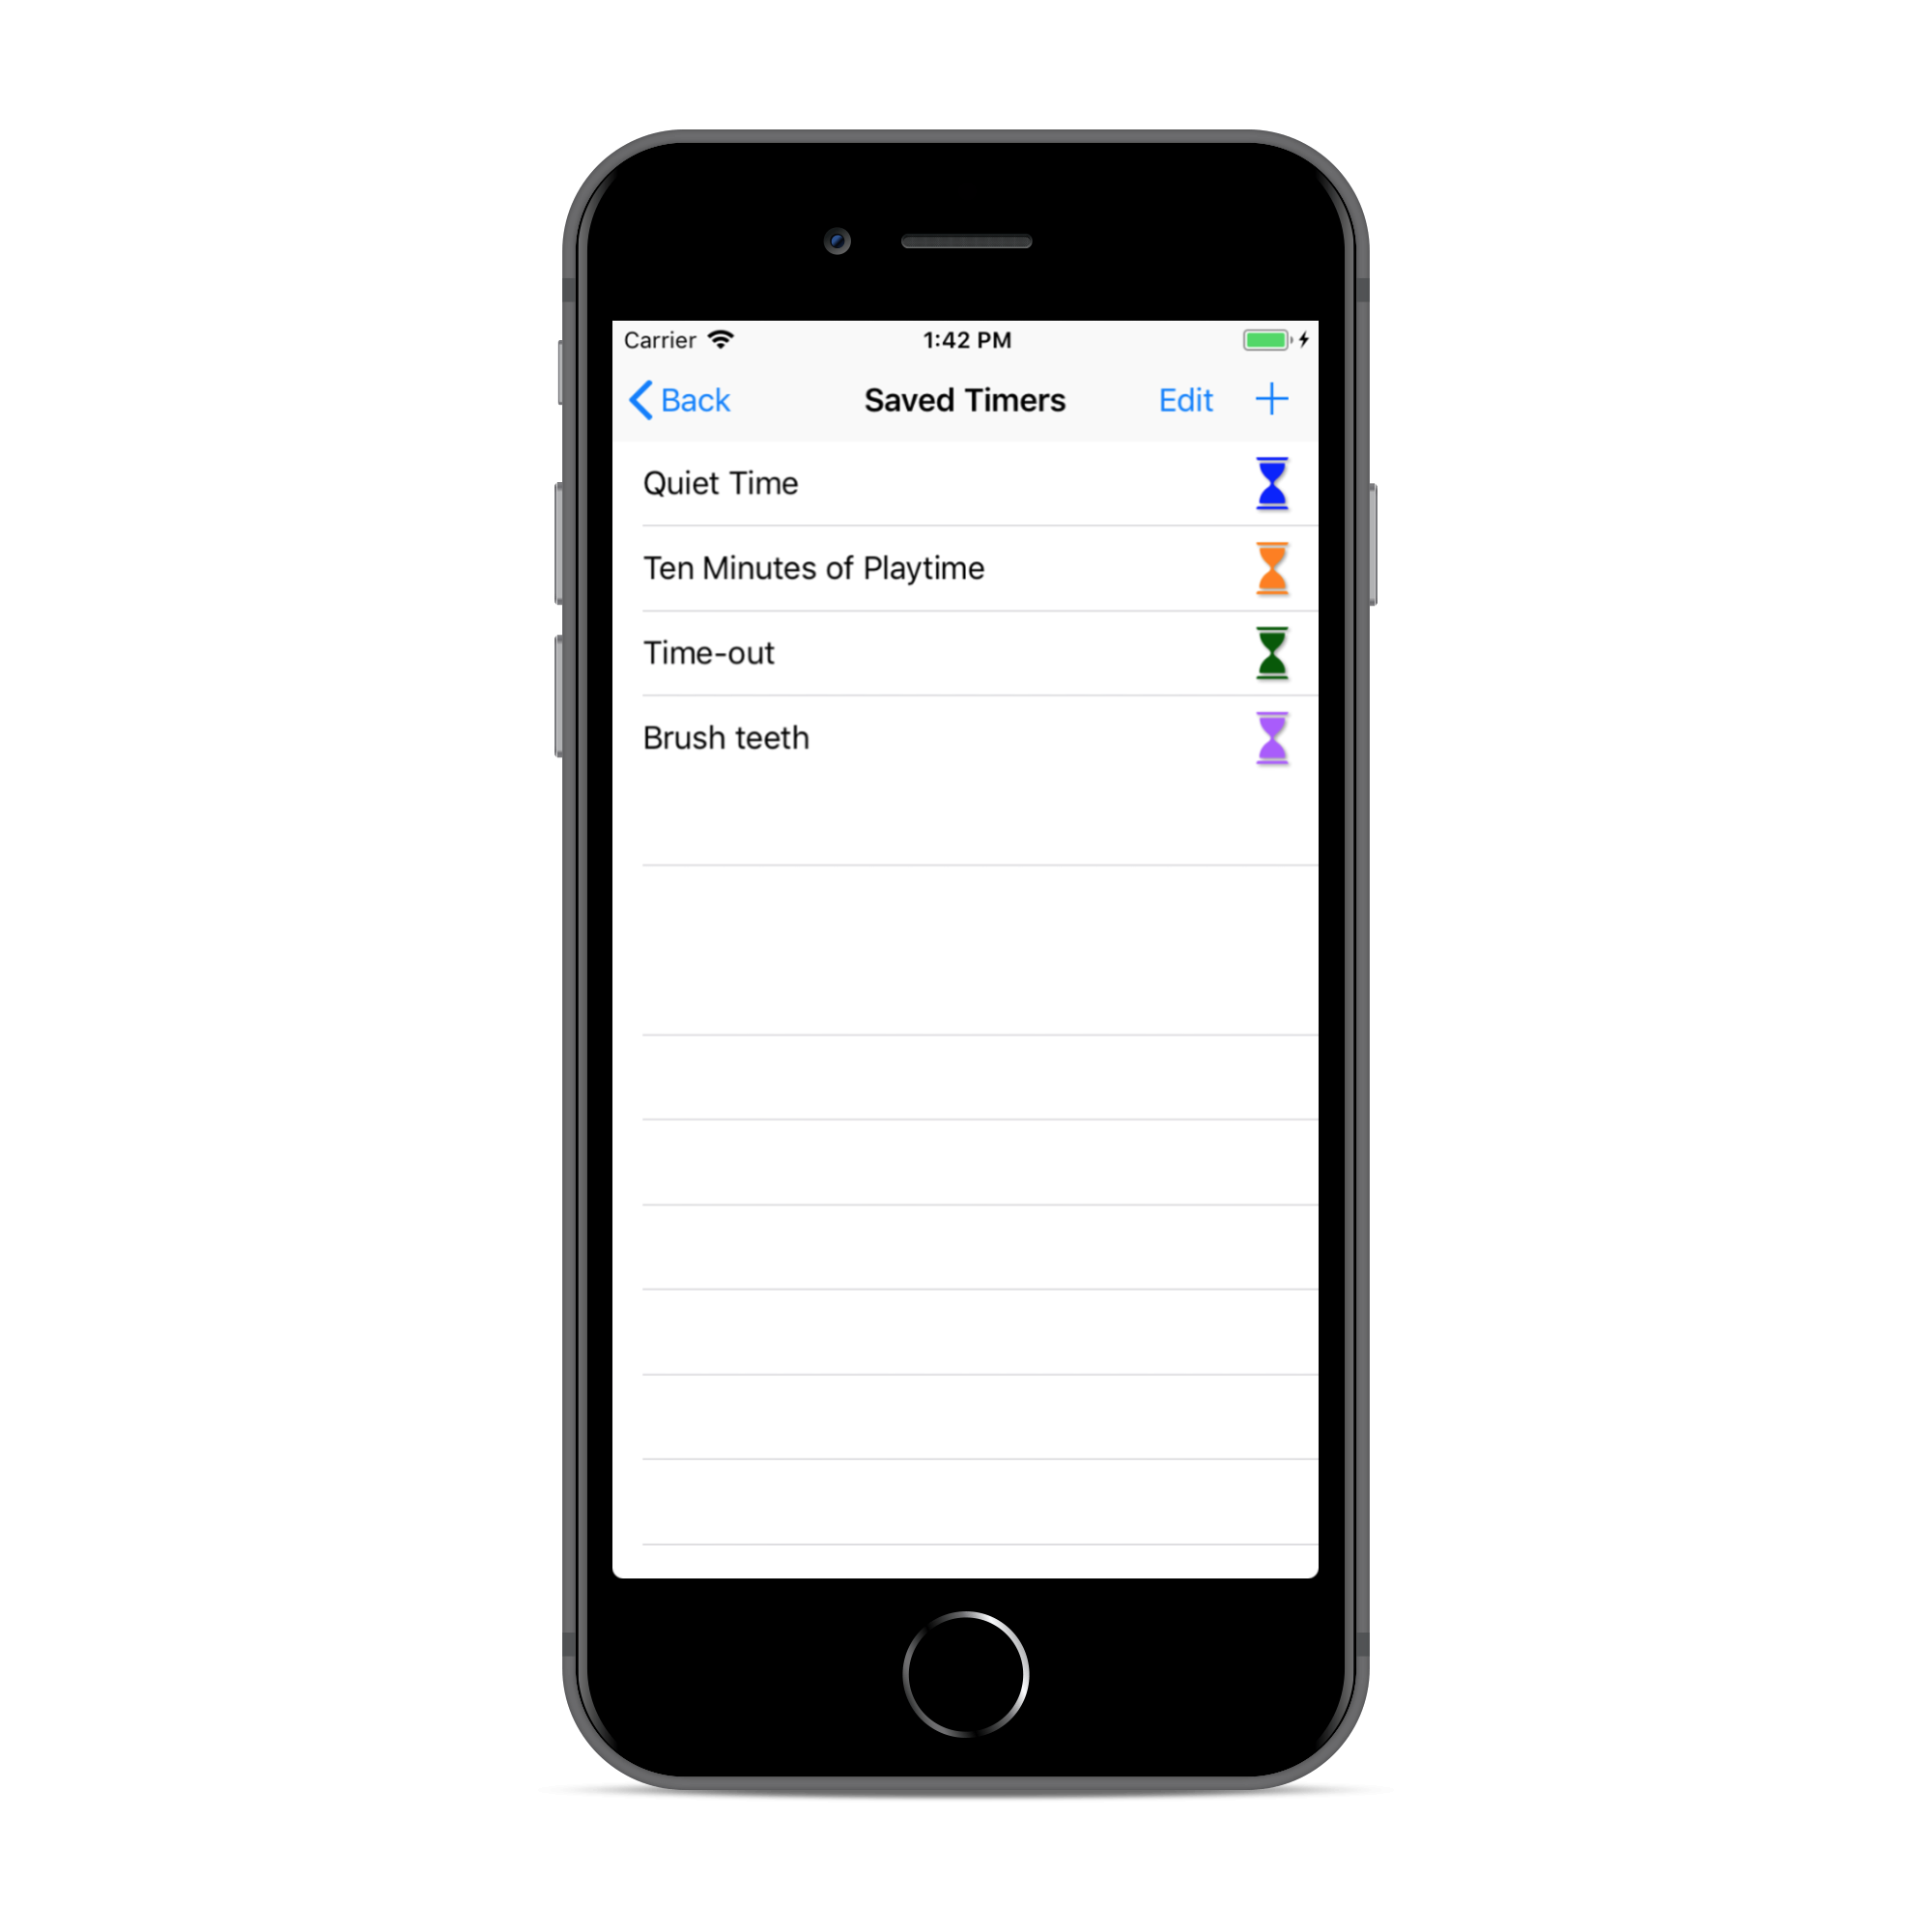 Carrier 1:42 PM
Back Saved Timers Edit
Quiet Time
Ten Minutes of Playtime
Time-out
Brush teeth